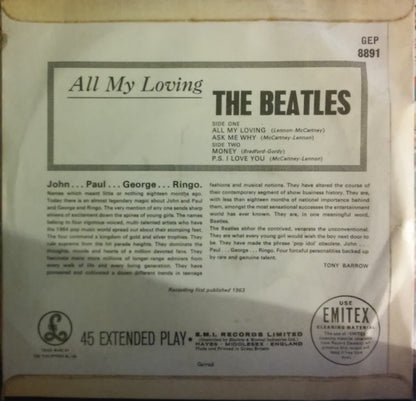 GEP
8891
All My Loving
THE BEATLES
SIDE ONE
ALL MY LOVING (Lennon McCartney)
ASK ME WHY (McCartney-Lennon)
SIDE TWO
MONEY (Bradford-Gordy)
P.S. I LOVE YOU (McCartney-Lennon)
John . . . Paul . . . George . . . Ringo.
Names which meant little or nothing eighteen months ago.
Today there is an almost legendary magic about John and Paul
and George and Ringo. The very mention of any one sends sharp
shivers of excitement down the spines of young girls. The names
belong to four vigorous voiced, multi talented artists who have
the 1964 pop music world spread out about their stomping feet.
The four command a kingdom of gold and silver trophies. They
rule supreme from the hit parade heights. They dominate the
thoughts, moods and hearts of a million devoted fans. They
fascinate many more millions of longer-range admirers from
every walk of life and every living generation. They have
pioneered and cultivated a dozen different trends in teenage
fashions and musical notions. They have altered the course of
their contemporary segment of show business history. They are,
with less than eighteen months of national importance behind
them, amongst the most sensational successes the entertainment
world has ever known. They are, in one meaningful word,
Beatles.
The Beatles abhor the contrived, venerate the unconventional.
They are what every young girl would wish the boy next door to
be. They have made the phrase 'pop idol' obsolete. John . . .
Paul . . . George . . . Ringo. Four forceful personalities backed up
by rare and genuine talent.
TONY BARROW
Recording first published 1963
PARLOPHONE
45 EXTENDED PLAY •
E.M.I. RECORDS LIMITED
(Controlled by Electric & Musical Industries Ltd.)
HAYES • MIDDLESEX • ENGLAND
Made and Printed in Great Britain
USE
EMITEX
CLEANING MATERIAL